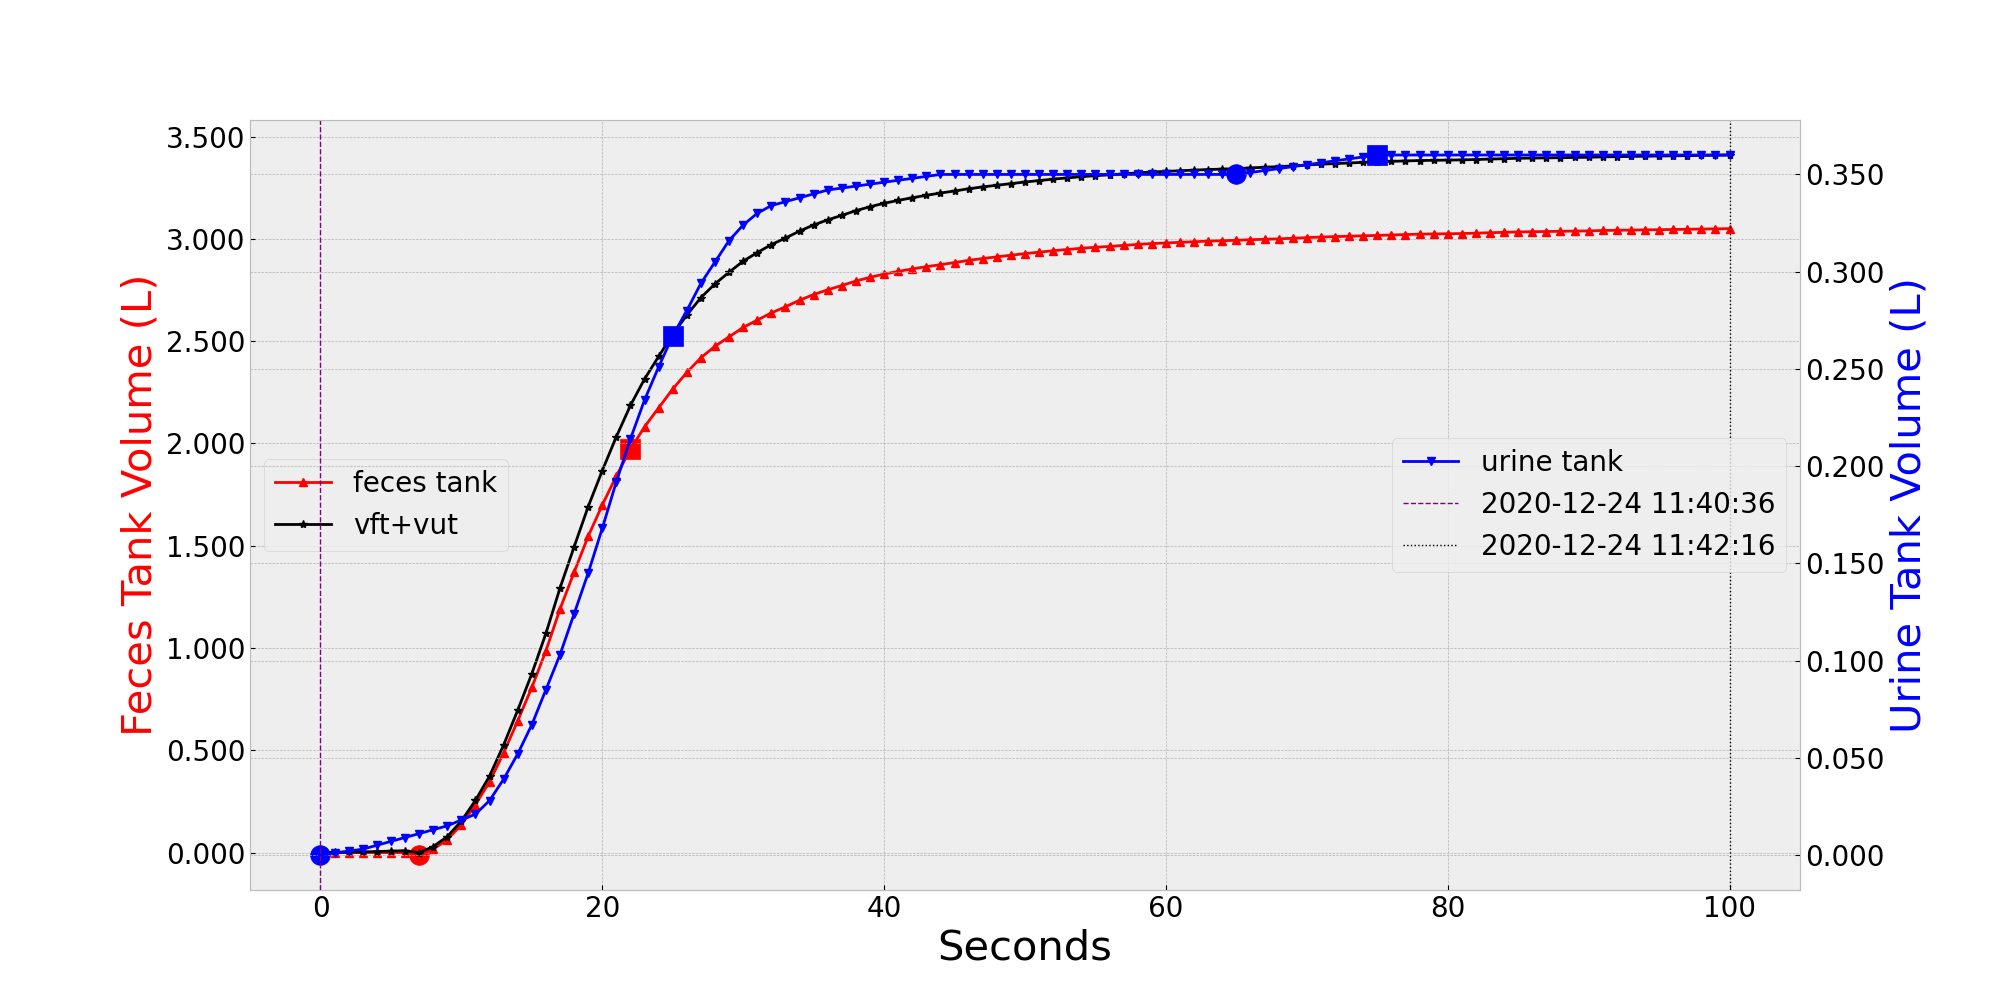 3.500
3.000
2.500
2.000
1.500
1.000
0.500
0.000
Feces Tank Volume (L)
feces tank
vft+vut
urine tank
2020-12-24 11:40:36
2020-12-24 11:42:16
0.350
0.300
0.250
0.200
0.150
0.100
0.050
0.000
Urine Tank Volume (L)
0 20 40 60 80 100
Seconds